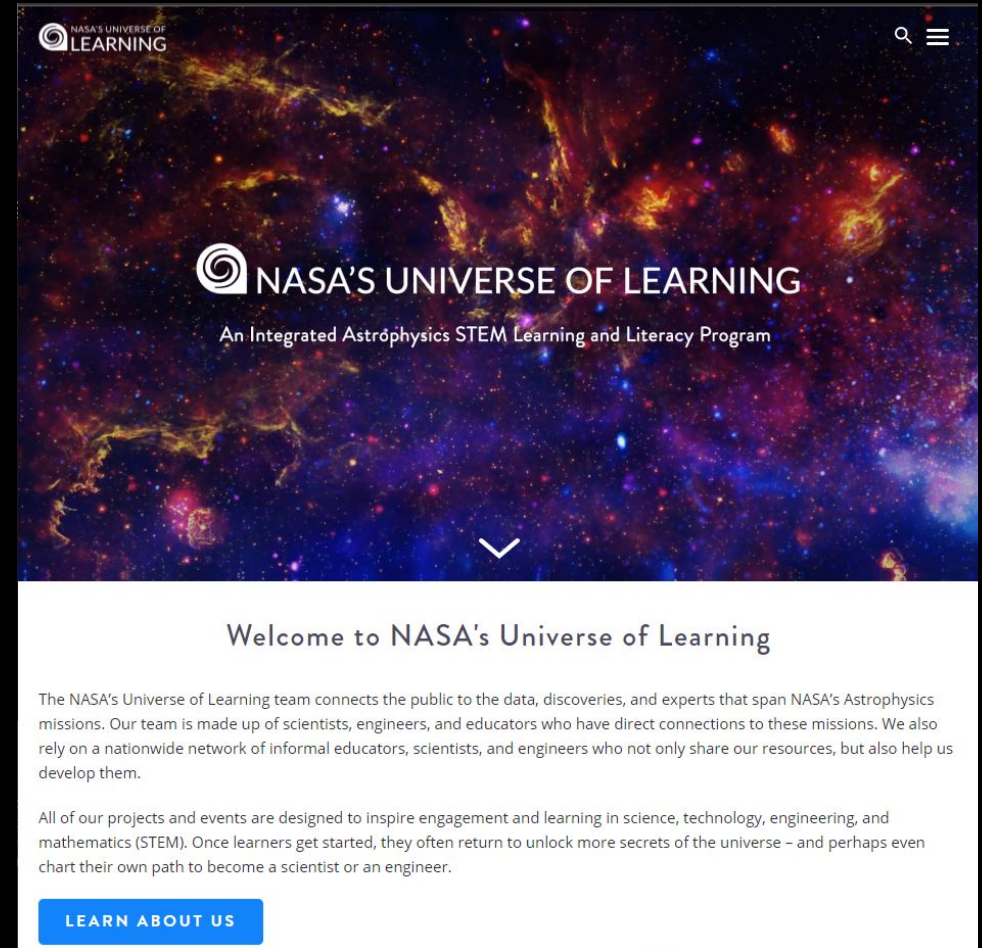 NASA'S UNIVERSE OF
LEARNING
NASA'S UNIVERSE OF LEARNING
An Integrated Astrophysics STEM Learning and Literacy Program
Welcome to NASA's Universe of Learning
The NASA's Universe of Learning team connects the public to the data, discoveries, and experts that span NASA's Astrophysics
missions. Our team is made up of scientists, engineers, and educators who have direct connections to these missions. We also
rely on a nationwide network of informal educators, scientists, and engineers who not only share our resources, but also help us
develop them.
All of our projects and events are designed to inspire engagement and learning in science, technology, engineering, and
mathematics (STEM). Once learners get started, they often return to unlock more secrets of the universe – and perhaps even
chart their own path to become a scientist or an engineer.
LEARN ABOUT US